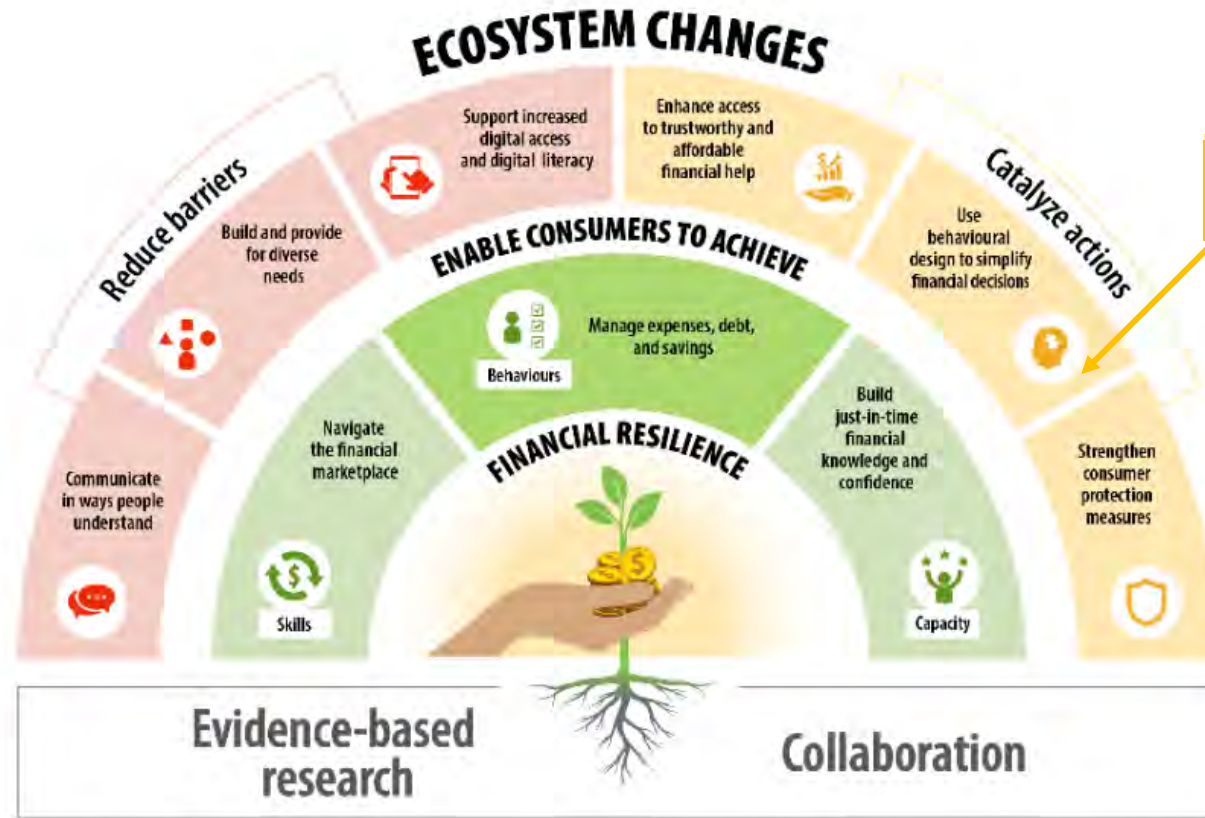 ECOSYSTEM CHANGES
Reduce barriers
Catalyze actions
Communicate
in ways people
understand
Build and provide
for diverse
needs
Support increased
digital access
and digital literacy
Enhance access
to trustworthy and
affordable
financial help
Use
behavioural
design to simplify
financial decisions
Strengthen
consumer
protection
measures
ENABLE CONSUMERS TO ACHIEVE
Navigate
the financial
marketplace
Skills
Manage expenses, debt,
and savings
Behaviours
Build
just-in-time
financial
knowledge and
confidence
Capacity
FINANCIAL RESILIENCE
Evidence-based
research
Collaboration